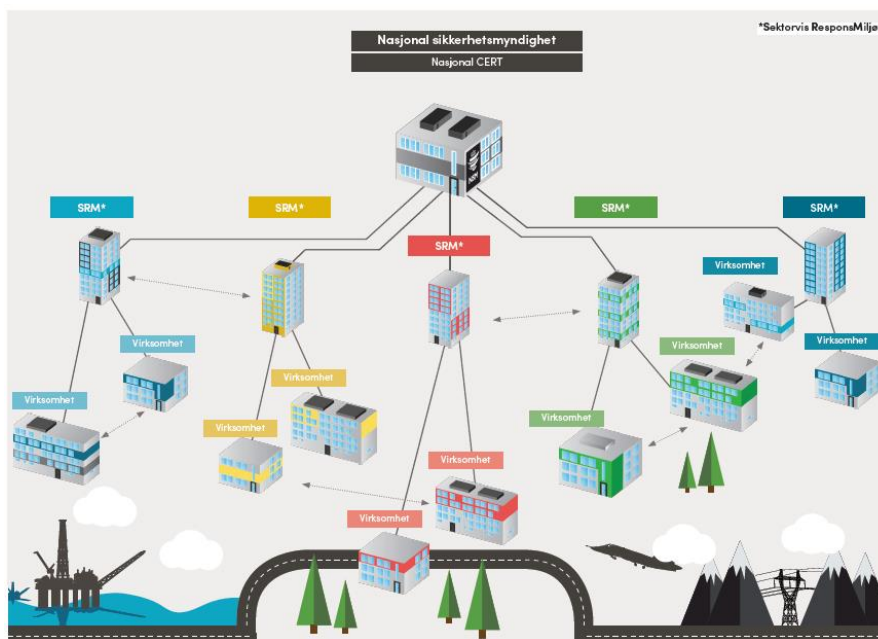 *Sektorvis ResponsMiljø
Nasjonal sikkerhetsmyndighet
Nasjonal CERT
NSM
SRM*
SRM*
SRM*
SRM*
SRM*
Virksomhet
Virksomhet
Virksomhet
Virksomhet
Virksomhet
Virksomhet
Virksomhet
Virksomhet
Virksomhet
Virksomhet